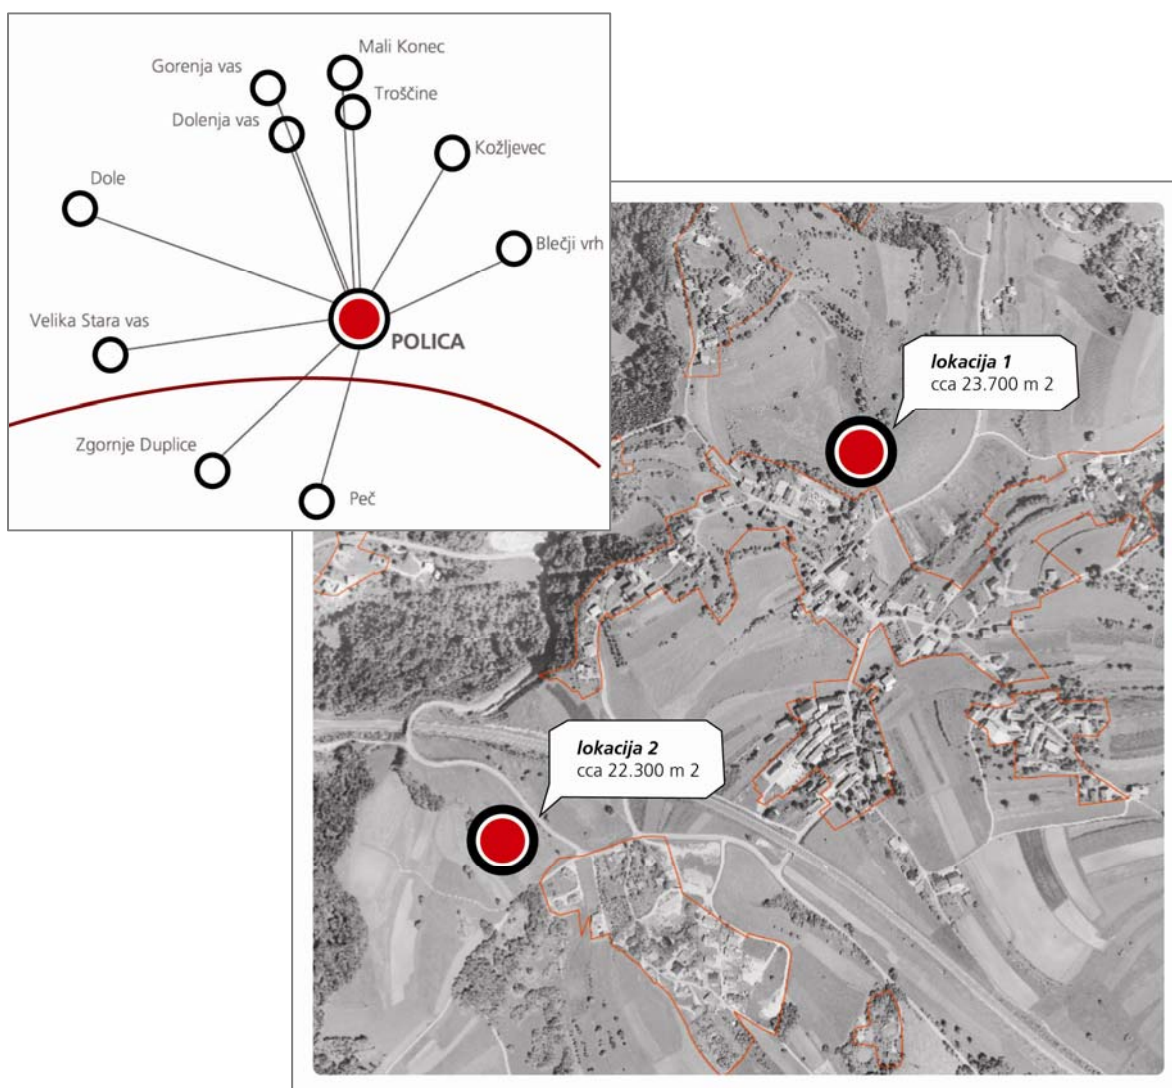 Mali Konec
Gorenja vas
Troščine
Dolenja vas
Kožljevec
Dole
Blečji vrh
Velika Stara vas
POLICA
Zgornje Duplice
Peč
lokacija 1
cca 23.700 m 2
lokacija 2
cca 22.300 m 2